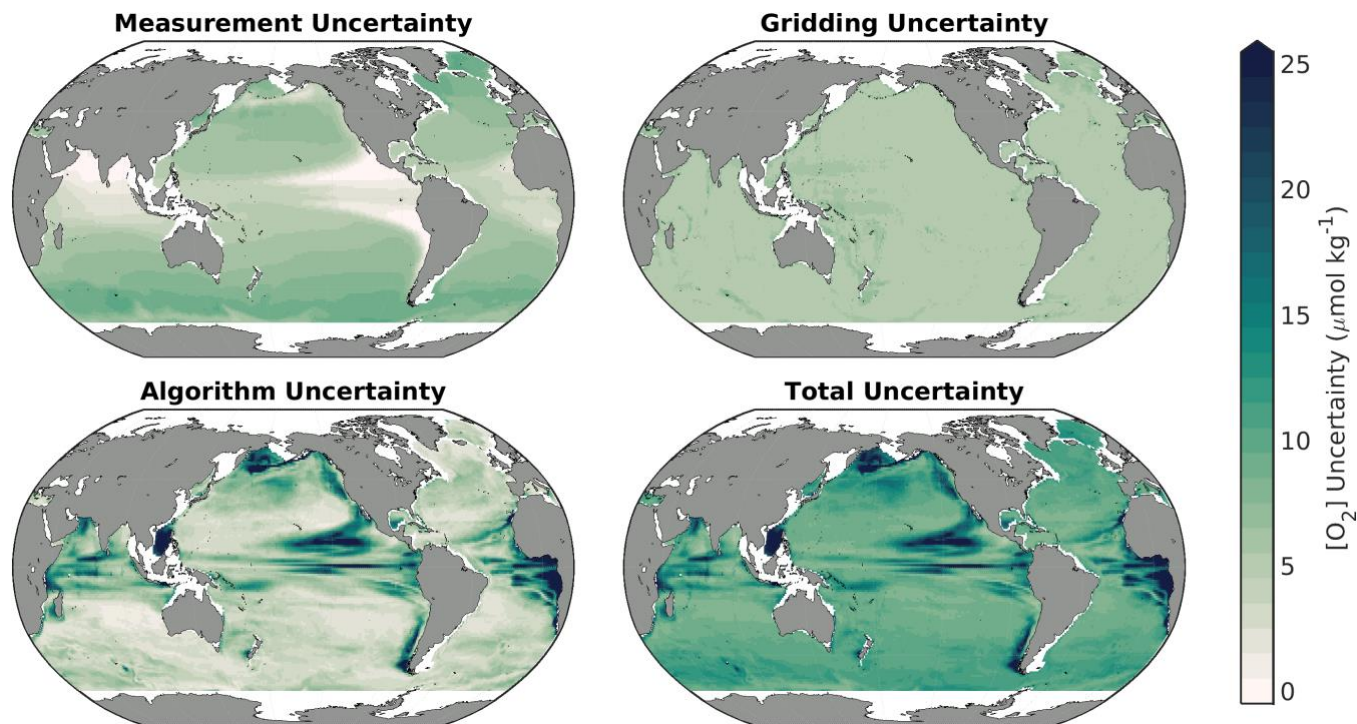 Measurement Uncertainty
Gridding Uncertainty
Algorithm Uncertainty
Total Uncertainty
25
20
15
10
5
0
[O₂] Uncertainty (μmol kg⁻¹)